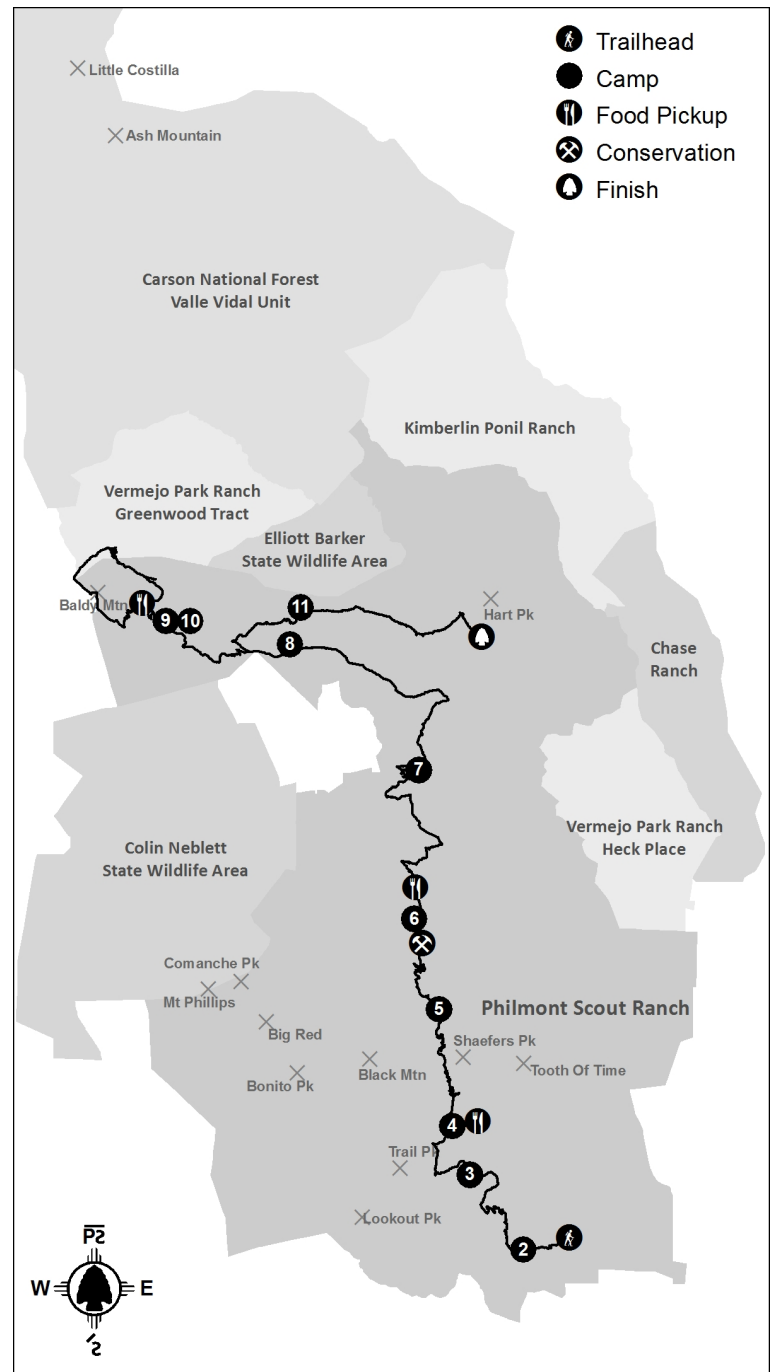 Trailhead
Camp
Food Pickup
Conservation
Finish
Little Costilla
Ash Mountain
Carson National Forest
Valle Vidal Unit
Kimberlin Ponil Ranch
Vermejo Park Ranch
Greenwood Tract
Elliott Barker
State Wildlife Area
Baldy Mtn
9
10
11
8
Hart Pk
Chase
Ranch
7
Vermejo Park Ranch
Heck Place
Colin Neblett
State Wildlife Area
6
Comanche Pk
Mt Phillips
Big Red
5
Philmont Scout Ranch
Shaefers Pk
Black Mtn
Tooth Of Time
Bonito Pk
4
Trail Pk
3
Lookout Pk
2
W
E